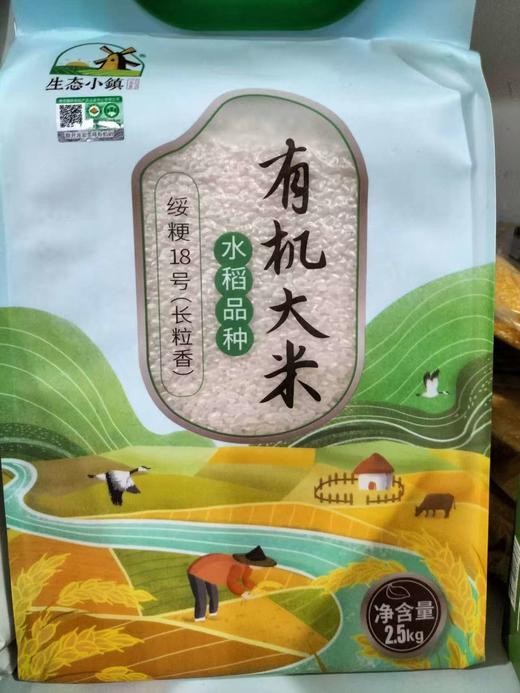 生态小鎮
有机大米
水稻品种
绥粳18号(长粒香)
净含量
2.5kg